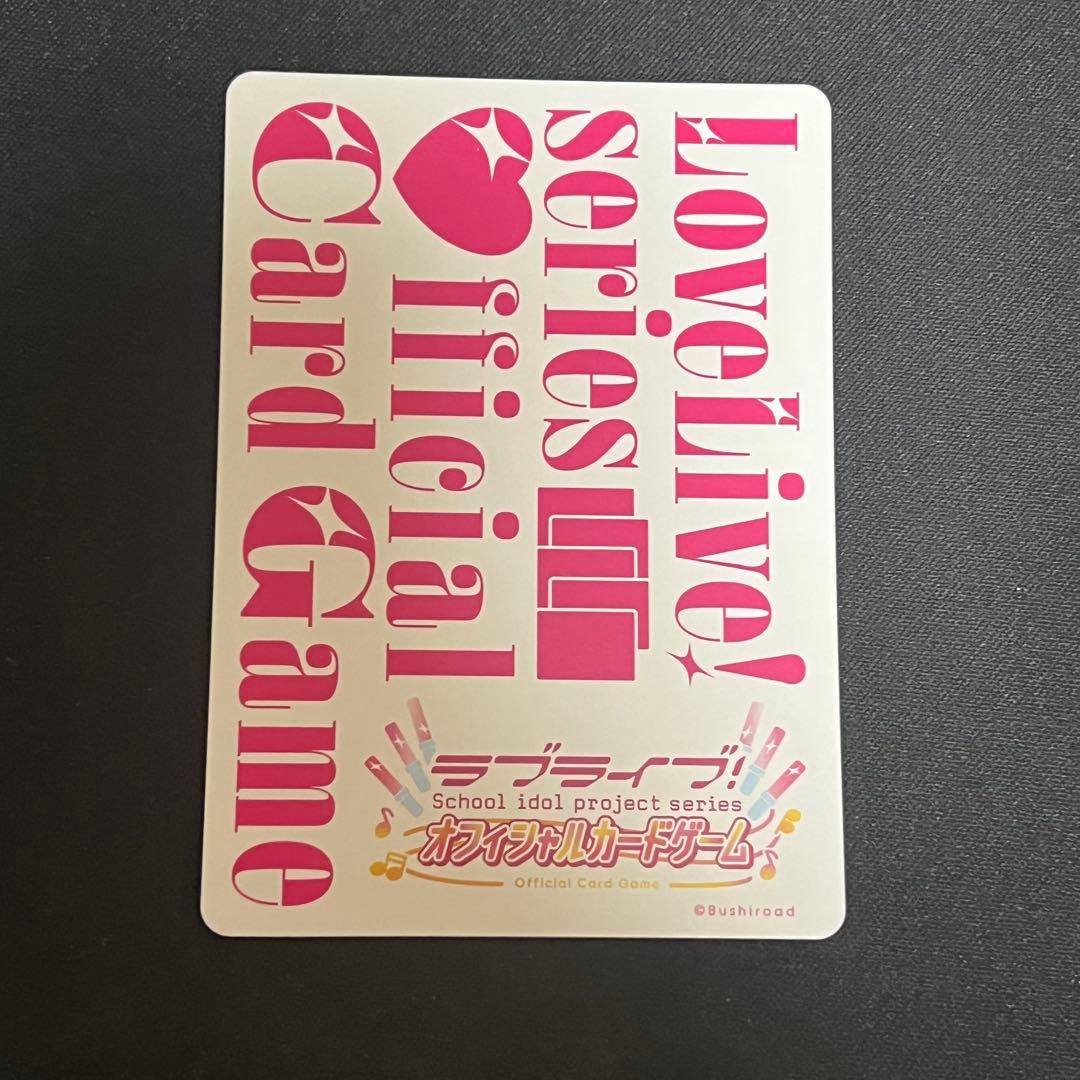 LoveLive!
series
Official
Card Game
ラブライブ!
School idol project series
オフィシャルカードゲーム
Official Card Game
©Bushiroad